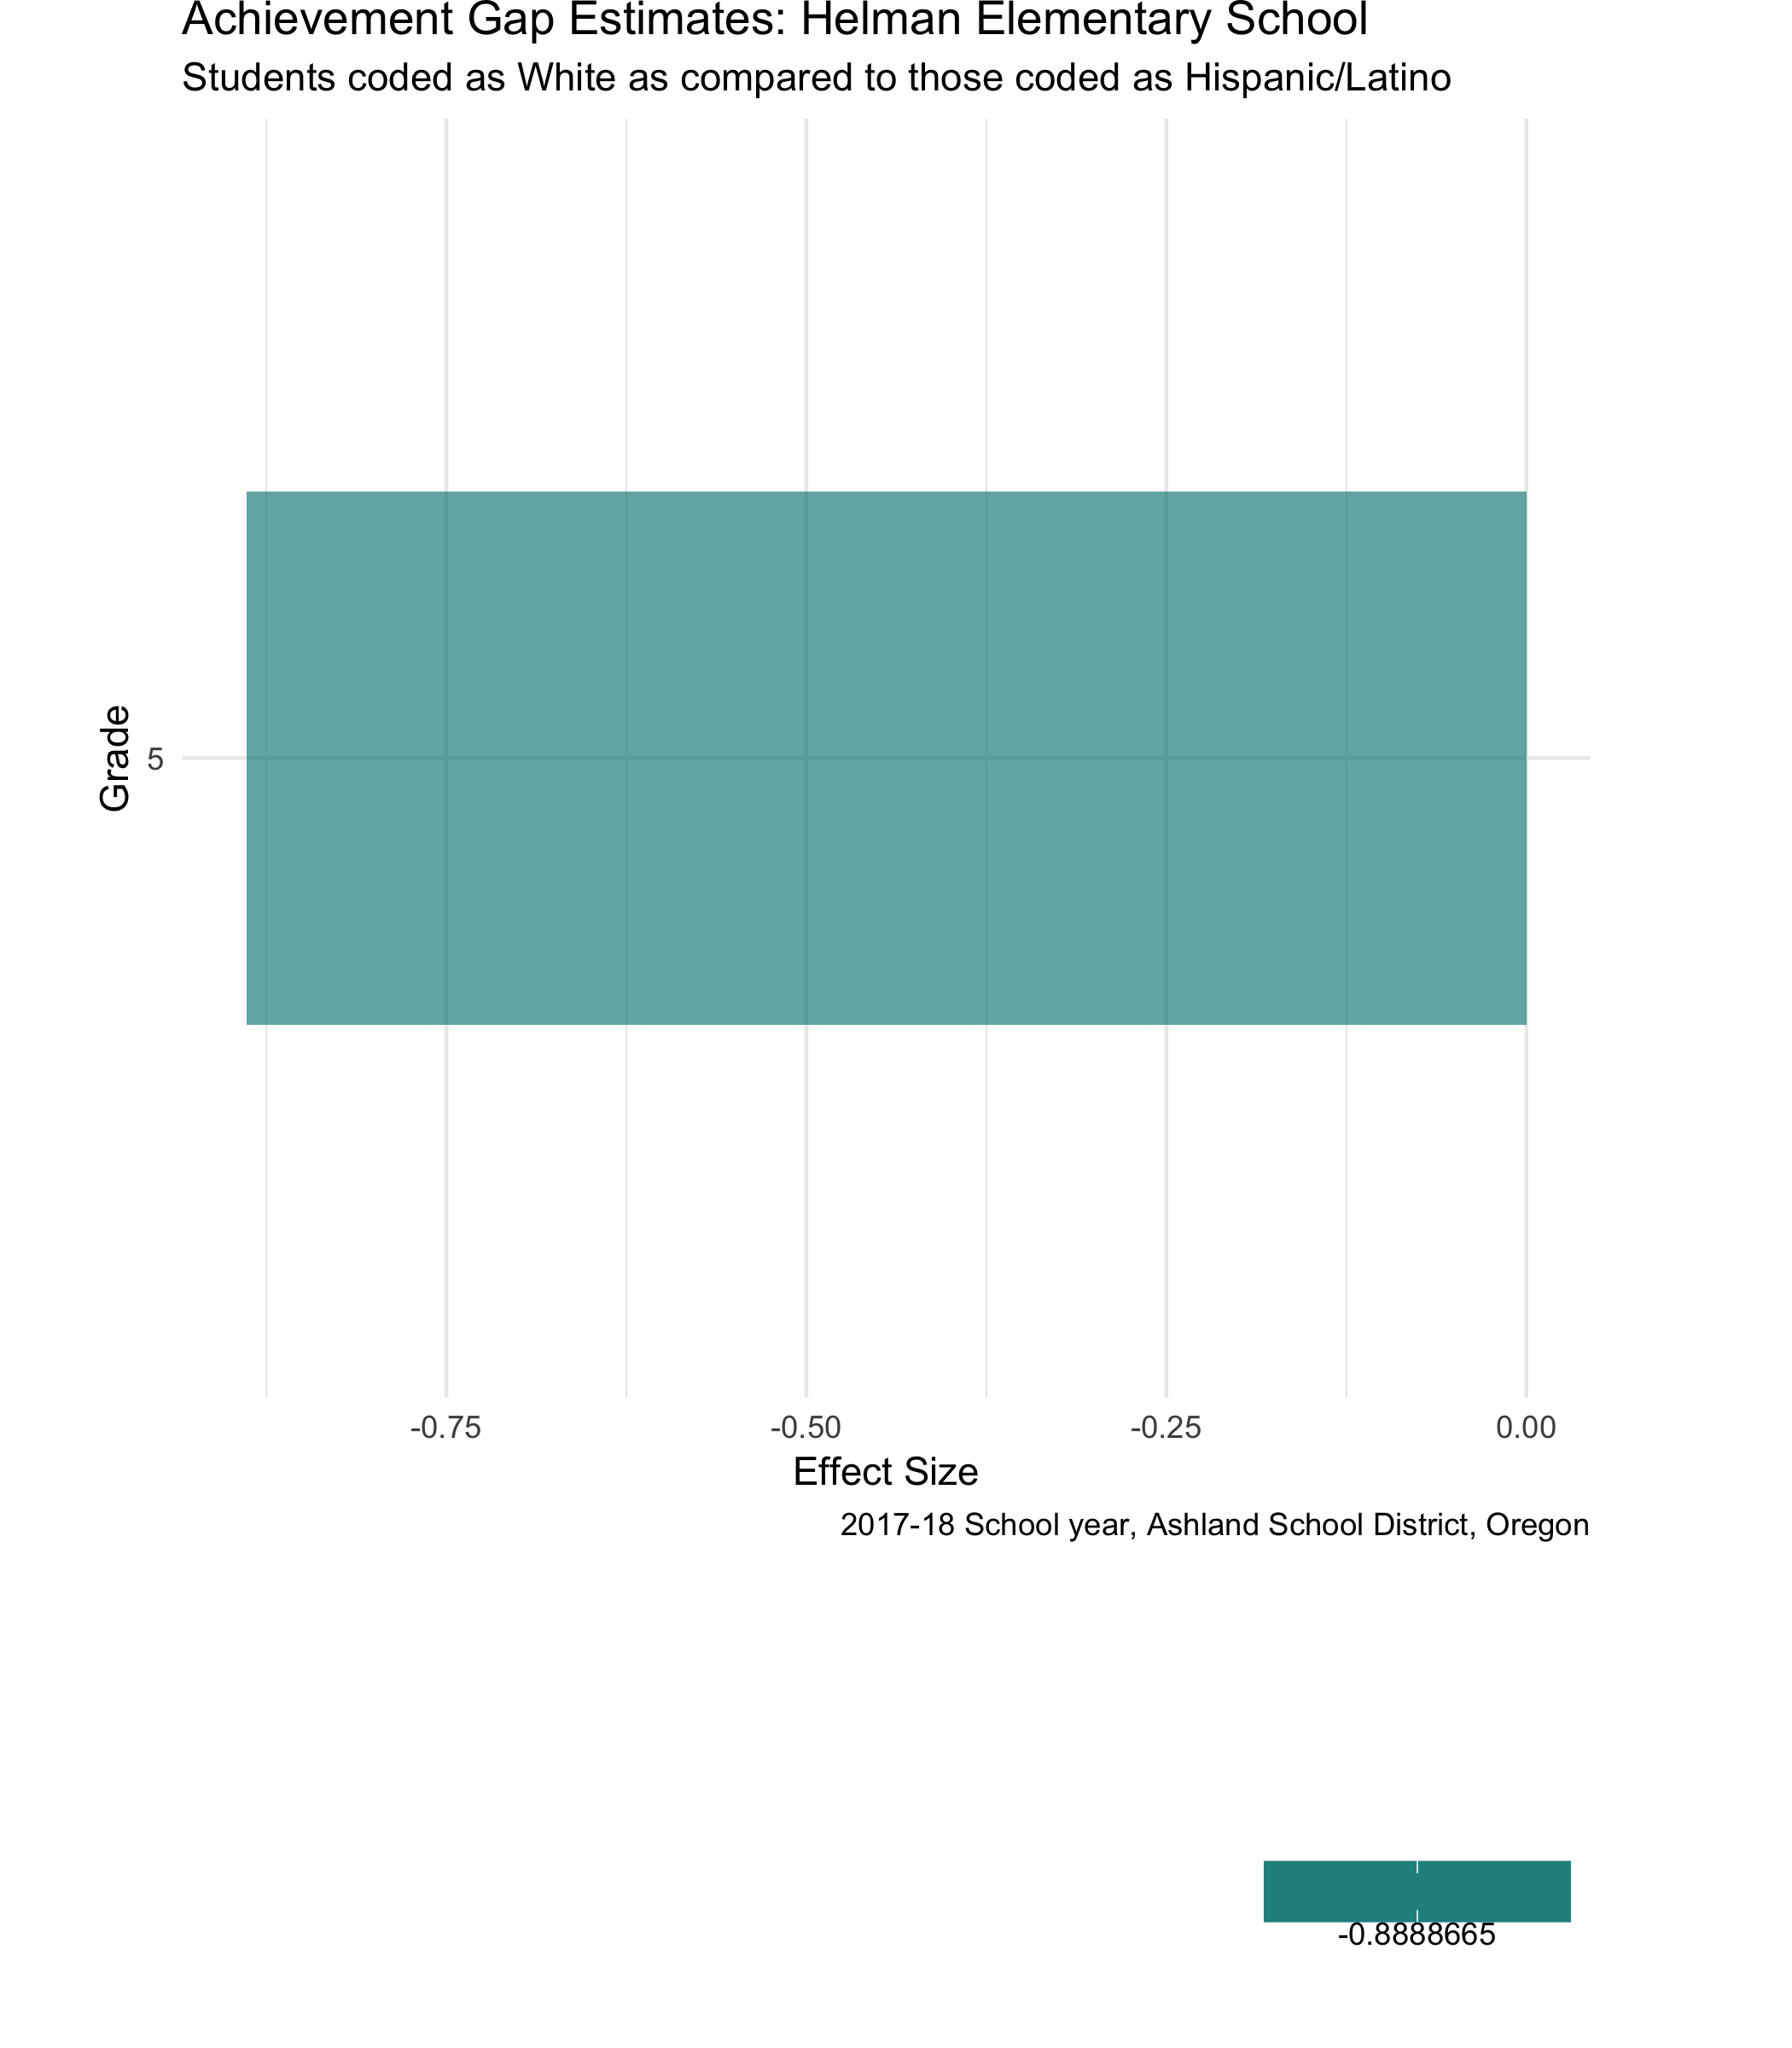 Achievement Gap Estimates: Helman Elementary School
Students coded as White as compared to those coded as Hispanic/Latino
Grade
5
-0.75 -0.50 -0.25 0.00
Effect Size
2017-18 School year, Ashland School District, Oregon
-0.8888665